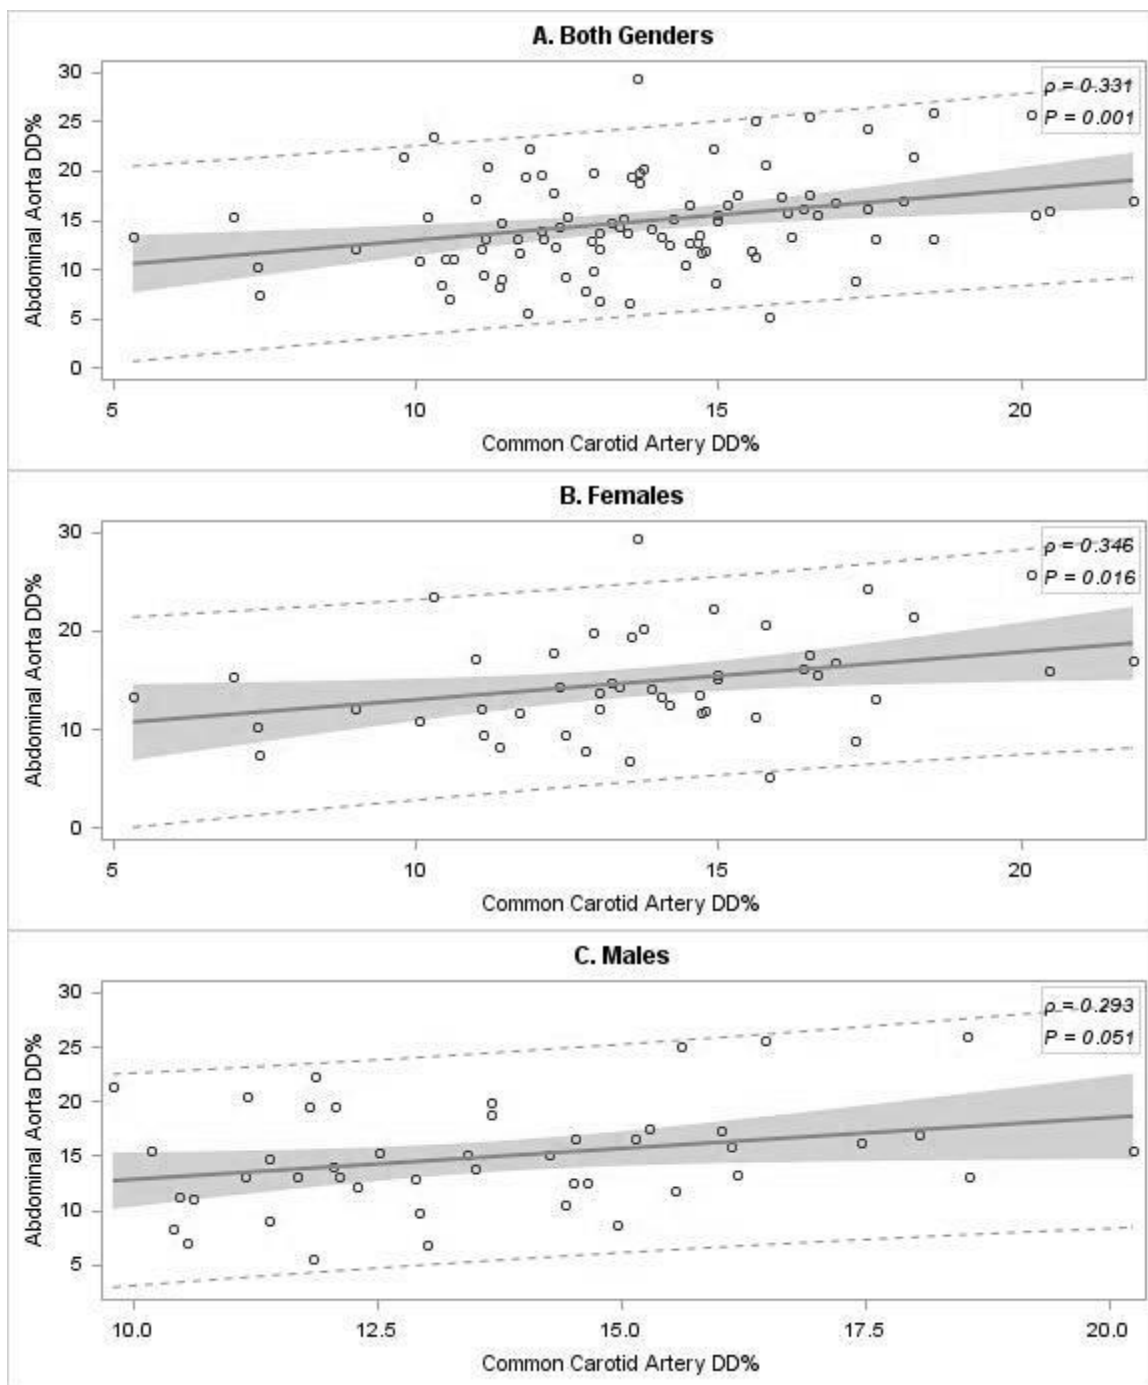 A. Both Genders
ρ = 0.331
P = 0.001
30
25
20
15
10
5
0
Abdominal Aorta DD%
5 10 15 20
Common Carotid Artery DD%
B. Females
ρ = 0.346
P = 0.016
30
20
10
0
Abdominal Aorta DD%
5 10 15 20
Common Carotid Artery DD%
C. Males
ρ = 0.293
P = 0.051
30
25
20
15
10
5
Abdominal Aorta DD%
10.0 12.5 15.0 17.5 20.0
Common Carotid Artery DD%